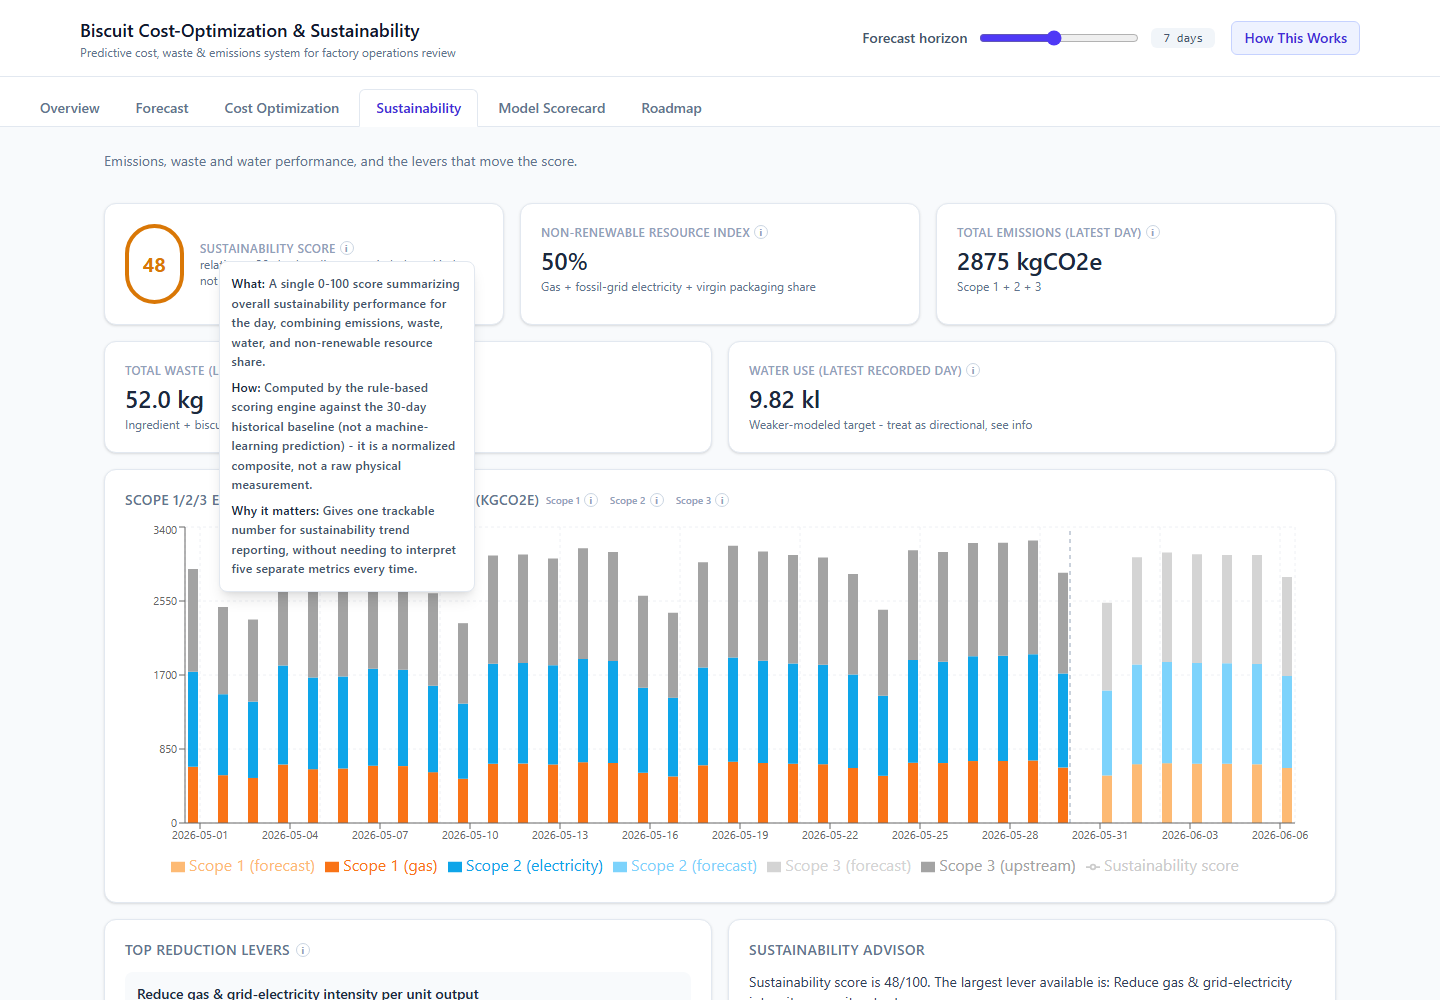 Biscuit Cost-Optimization & Sustainability
Predictive cost, waste & emissions system for factory operations review
Forecast horizon
7 days
How This Works
Overview
Forecast
Cost Optimization
Sustainability
Model Scorecard
Roadmap
Emissions, waste and water performance, and the levers that move the score.
48
SUSTAINABILITY SCORE
not
What: A single 0-100 score summarizing
overall sustainability performance for
the day, combining emissions, waste,
water, and non-renewable resource
share.
How: Computed by the rule-based
scoring engine against the 30-day
historical baseline (not a machine-
learning prediction) - it is a normalized
composite, not a raw physical
measurement.
Why it matters: Gives one trackable
number for sustainability trend
reporting, without needing to interpret
five separate metrics every time.
NON-RENEWABLE RESOURCE INDEX
50%
Gas + fossil-grid electricity + virgin packaging share
TOTAL EMISSIONS (LATEST DAY)
2875 kgCO2e
Scope 1 + 2 + 3
TOTAL WASTE (L
52.0 kg
Ingredient + biscu
WATER USE (LATEST RECORDED DAY)
9.82 kl
Weaker-modeled target - treat as directional, see info
SCOPE 1/2/3 E
(KGCO2E)
Scope 1
Scope 2
Scope 3
3400
2550
1700
850
0
2026-05-01
2026-05-04
2026-05-07
2026-05-10
2026-05-13
2026-05-16
2026-05-19
2026-05-22
2026-05-25
2026-05-28
2026-05-31
2026-06-03
2026-06-06
Scope 1 (forecast)
Scope 1 (gas)
Scope 2 (electricity)
Scope 2 (forecast)
Scope 3 (forecast)
Scope 3 (upstream)
Sustainability score
TOP REDUCTION LEVERS
Reduce gas & grid-electricity intensity per unit output
SUSTAINABILITY ADVISOR
Sustainability score is 48/100. The largest lever available is: Reduce gas & grid-electricity